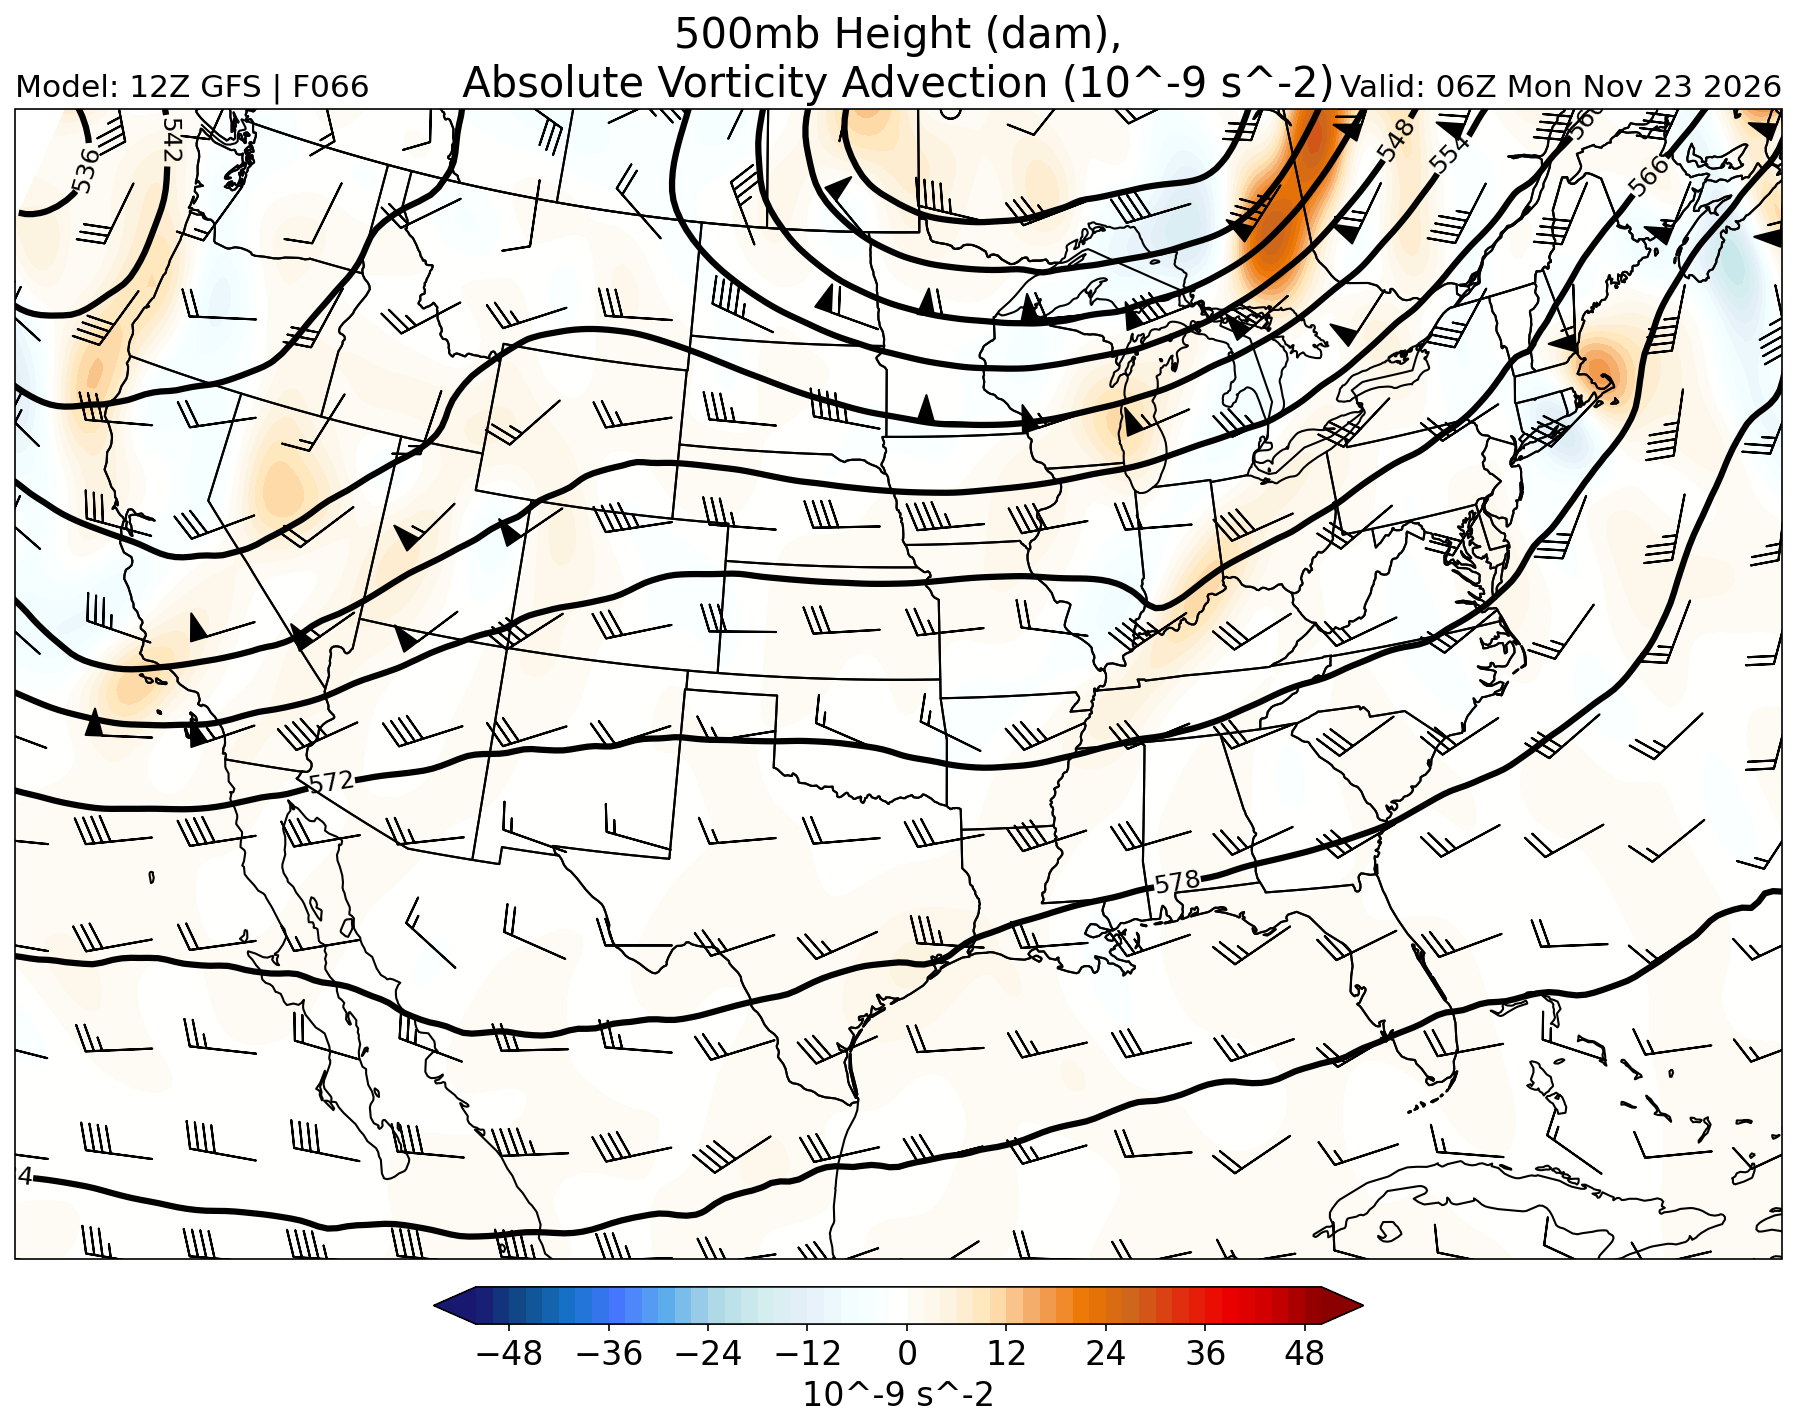 500mb Height (dam),
Model: 12Z GFS | F066
Absolute Vorticity Advection (10^-9 s^-2)
Valid: 06Z Mon Nov 23 2026
536
542
548
554
566
572
578
4
−48 −36 −24 −12 0 12 24 36 48
10^-9 s^-2